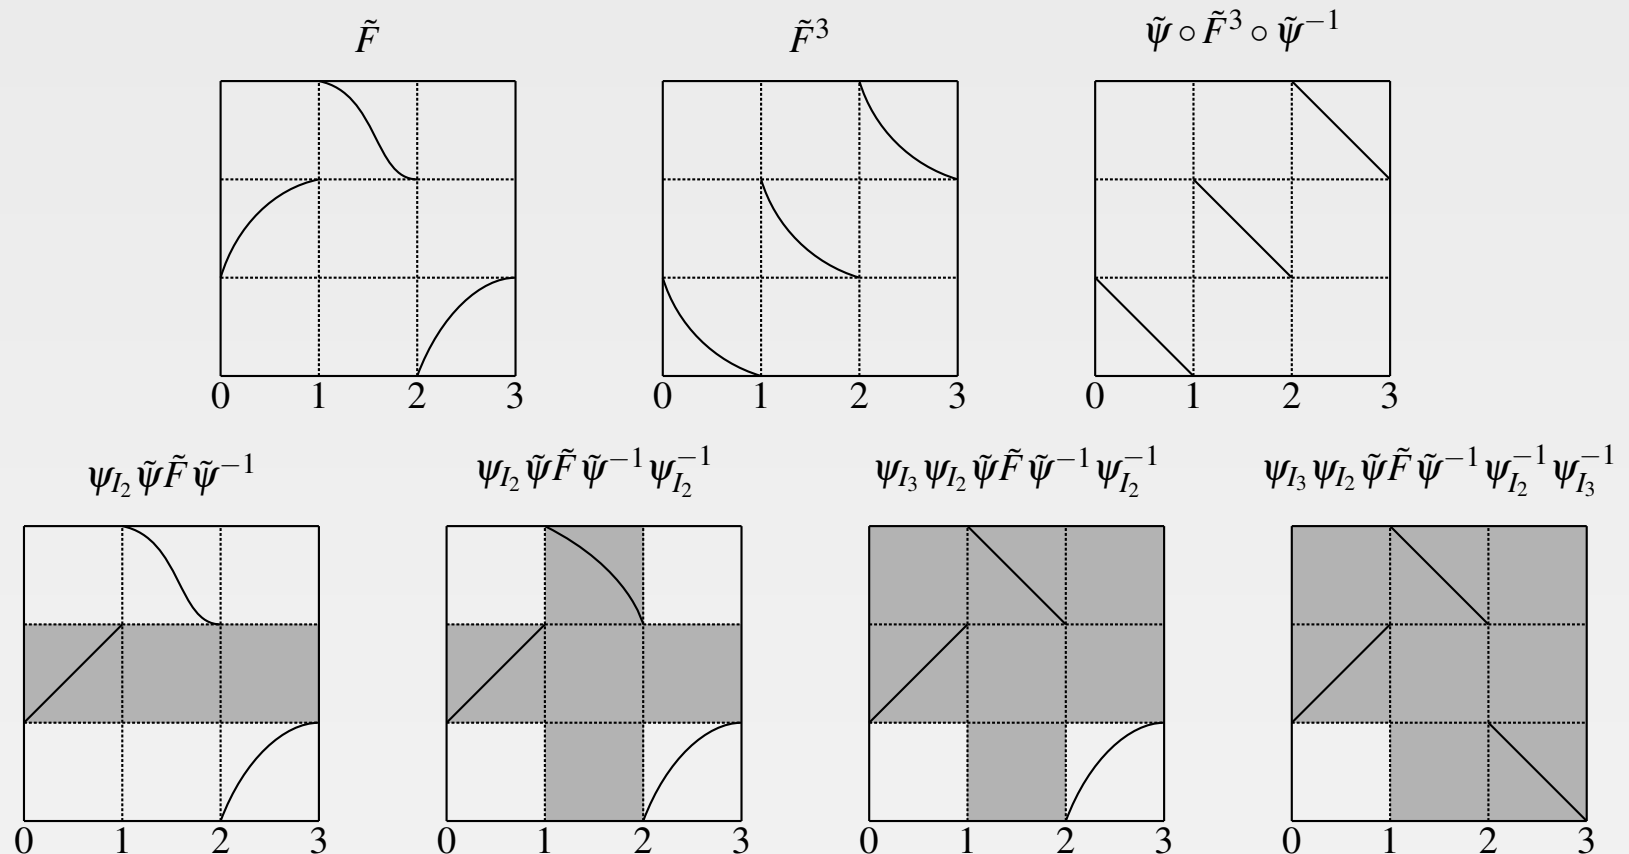 F̃ F̃³ ψ̃ ∘ F̃³ ∘ ψ̃⁻¹
0 1 2 3 0 1 2 3 0 1 2 3
ψ_{I₂} ψ̃ F̃ ψ̃⁻¹ ψ_{I₂} ψ̃ F̃ ψ̃⁻¹ ψ_{I₂}⁻¹ ψ_{I₃} ψ_{I₂} ψ̃ F̃ ψ̃⁻¹ ψ_{I₂}⁻¹ ψ_{I₃} ψ_{I₂} ψ̃ F̃ ψ̃⁻¹ ψ_{I₂}⁻¹ ψ_{I₃}⁻¹
0 1 2 3 0 1 2 3 0 1 2 3 0 1 2 3